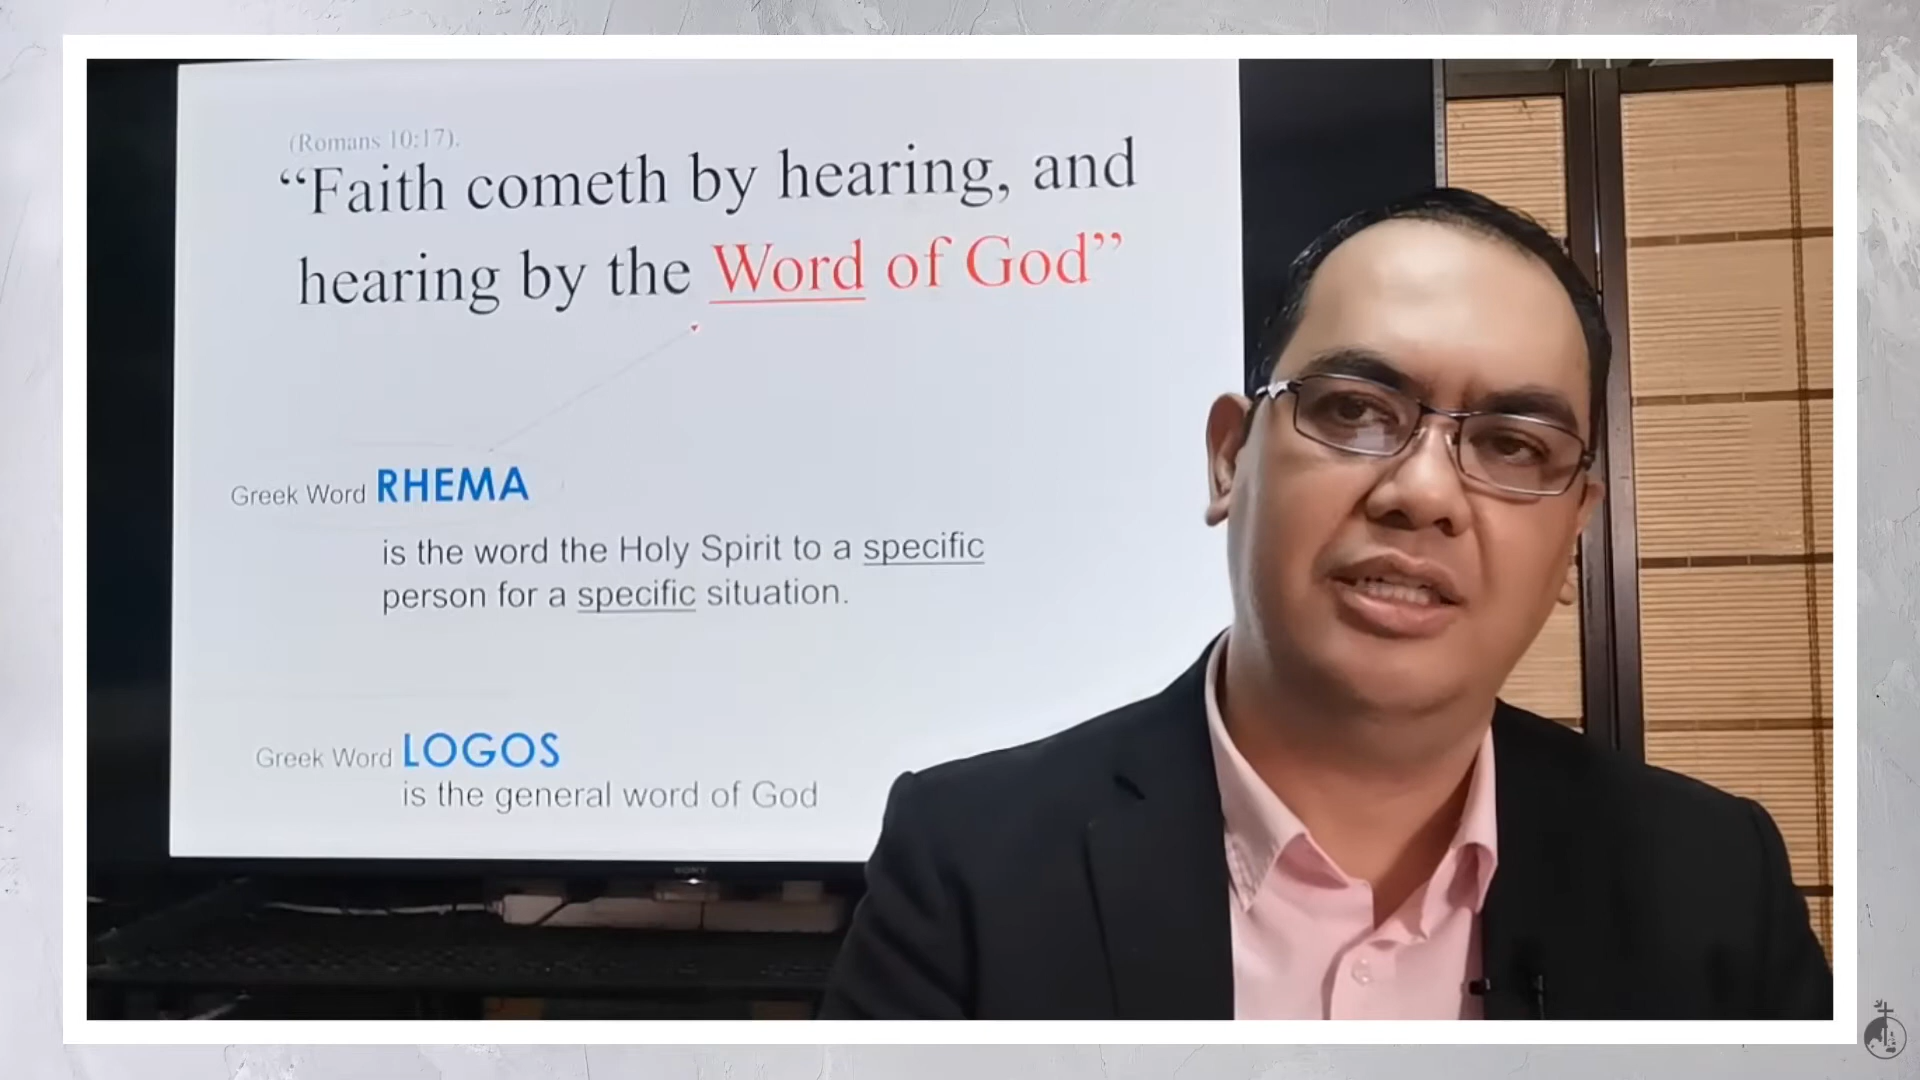 (Romans 10:17).
“Faith cometh by hearing, and
hearing by the Word of God”
Greek Word RHEMA
is the word the Holy Spirit to a specific
person for a specific situation.
Greek Word LOGOS
is the general word of God
SONY